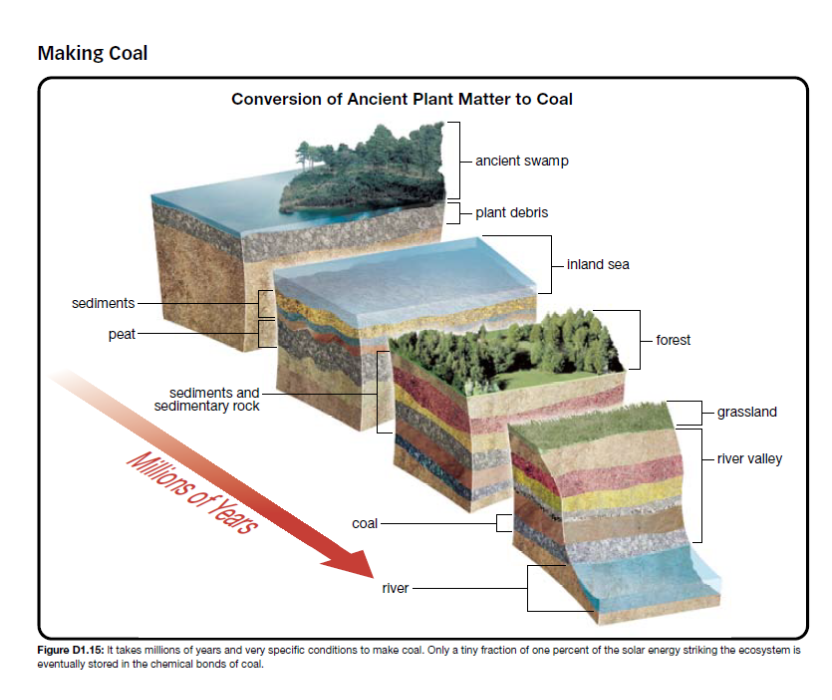 Making Coal
Conversion of Ancient Plant Matter to Coal
ancient swamp
plant debris
inland sea
sediments
peat
forest
sediments and
sedimentary rock
grassland
river valley
Millions of Years
coal
river
Figure D1.15: It takes millions of years and very specific conditions to make coal. Only a tiny fraction of one percent of the solar energy striking the ecosystem is
eventually stored in the chemical bonds of coal.